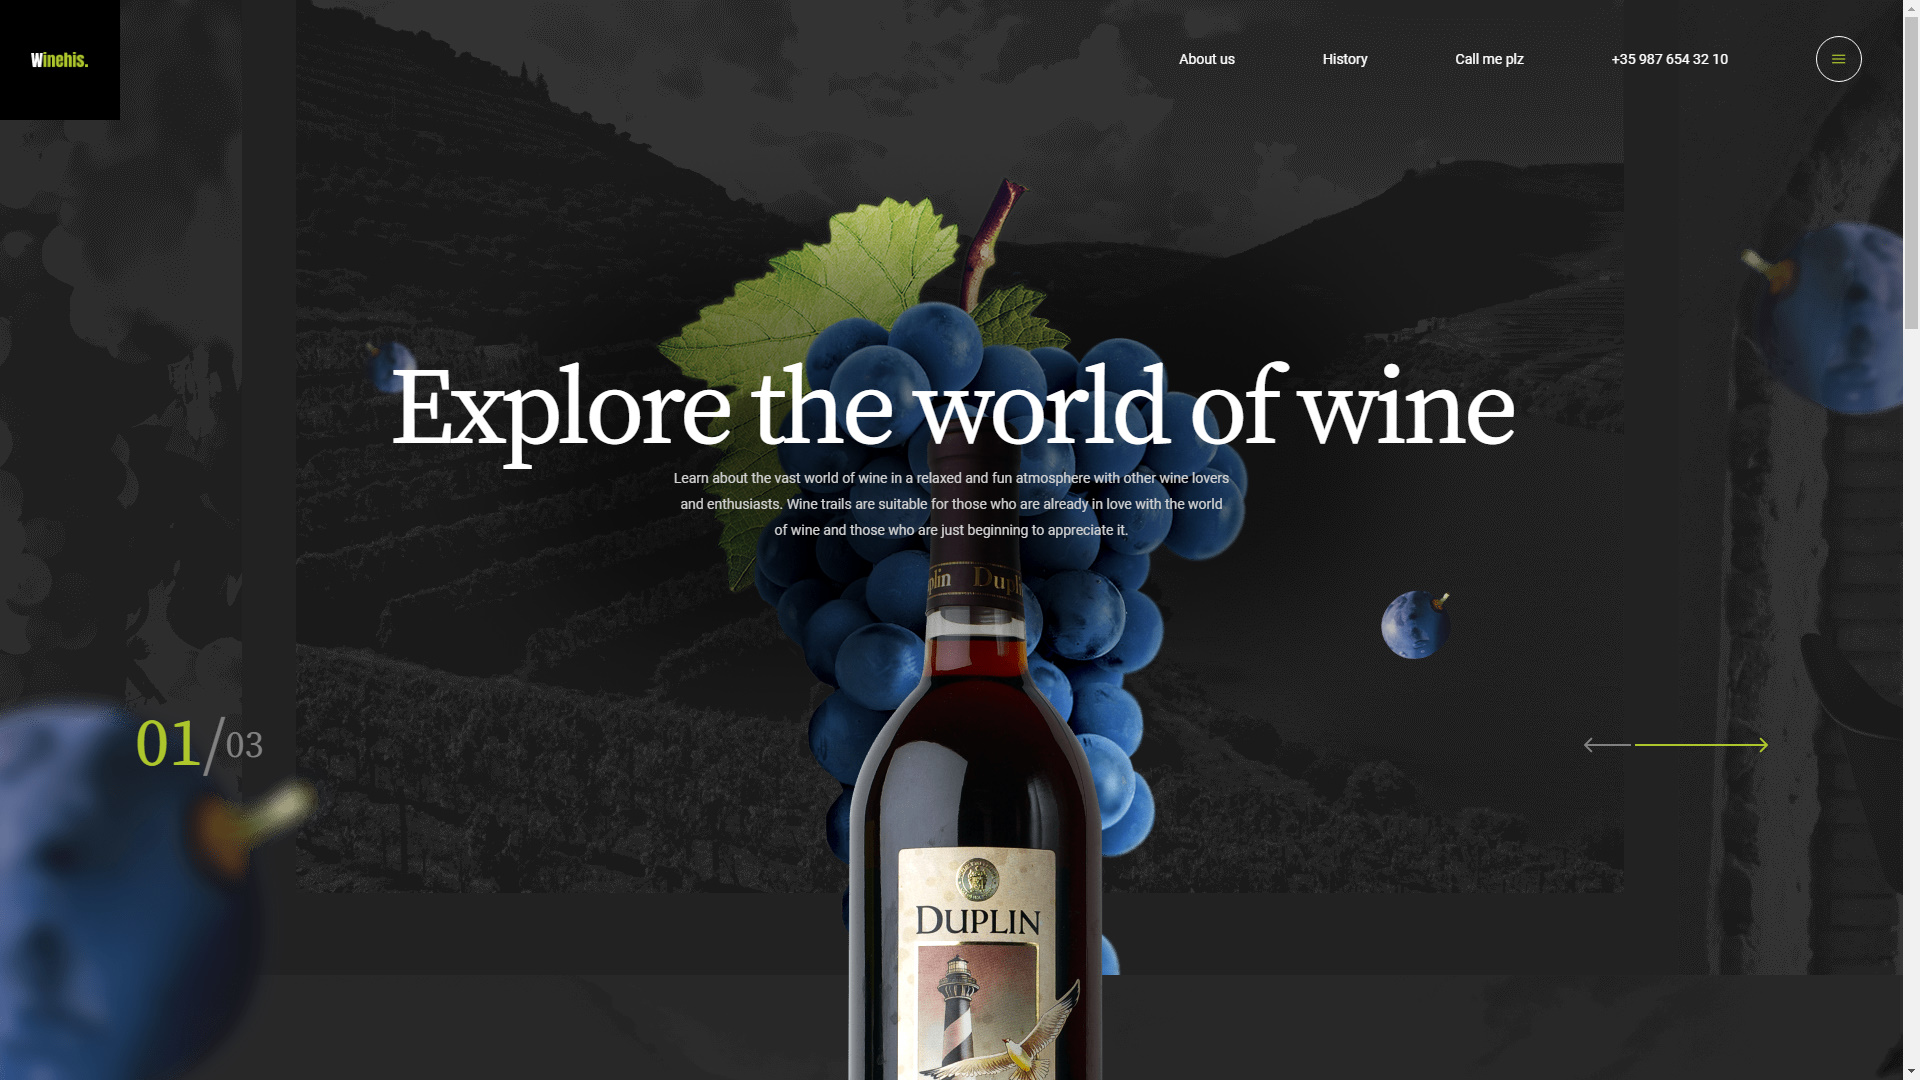 Winehis.
About us
History
Call me plz
+35 987 654 32 10
Explore the world of wine
Learn about the vast world of wine in a relaxed and fun atmosphere with other wine lovers
and enthusiasts. Wine trails are suitable for those who are already in love with the world
of wine and those who are just beginning to appreciate it.
plin Dupl
01/03
DUPLIN